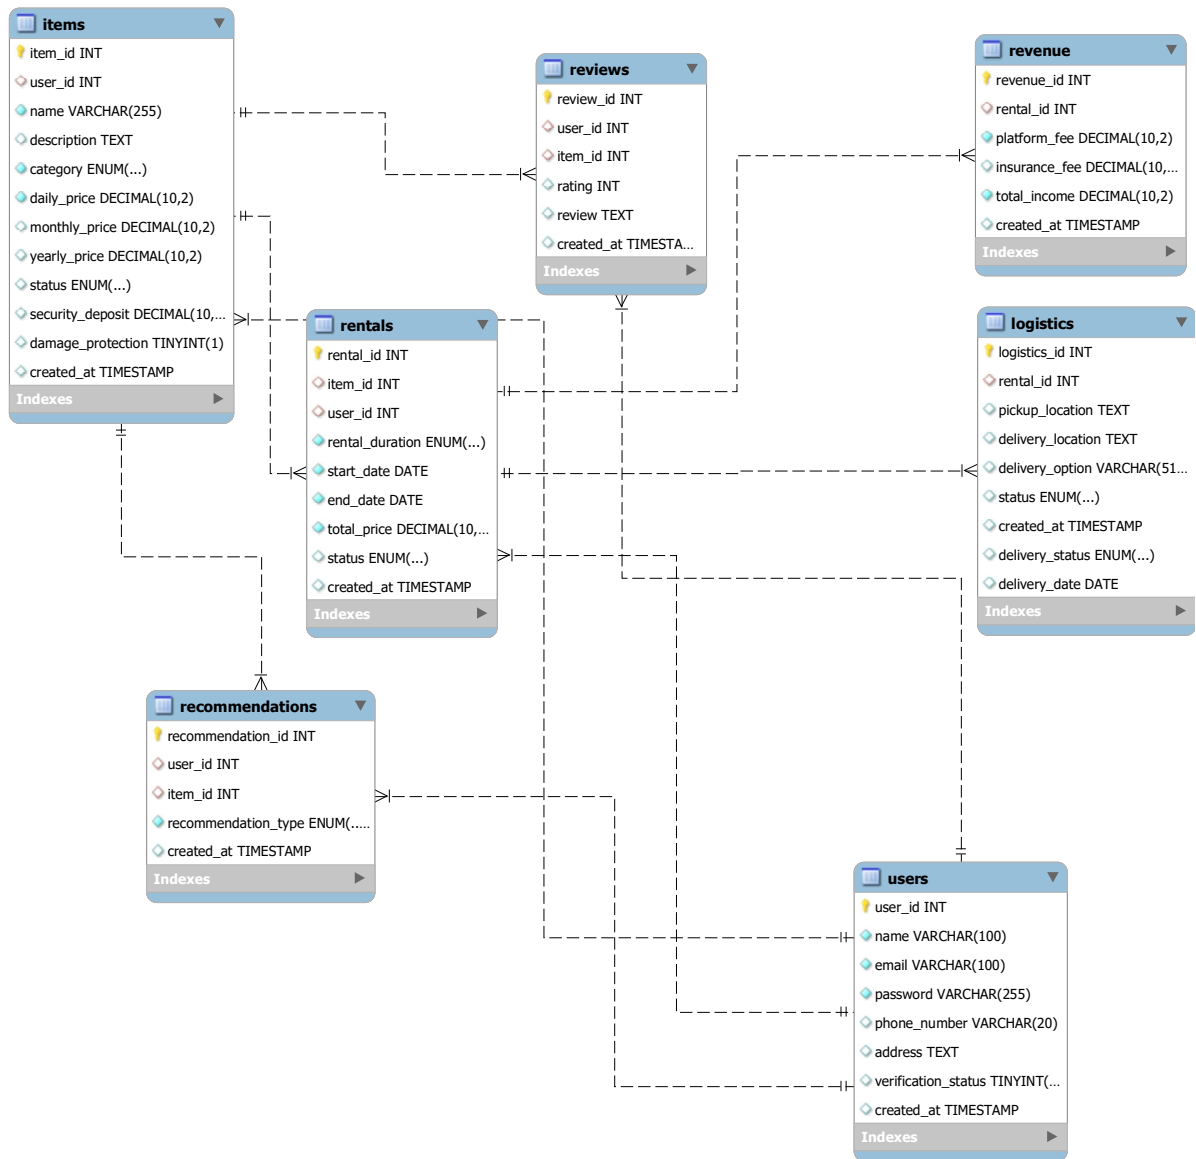 items
item_id INT
user_id INT
name VARCHAR(255)
description TEXT
category ENUM(...)
daily_price DECIMAL(10,2)
monthly_price DECIMAL(10,2)
yearly_price DECIMAL(10,2)
status ENUM(...)
security_deposit DECIMAL(10,...
damage_protection TINYINT(1)
created_at TIMESTAMP
Indexes
reviews
review_id INT
user_id INT
item_id INT
rating INT
review TEXT
created_at TIMESTA...
Indexes
revenue
revenue_id INT
rental_id INT
platform_fee DECIMAL(10,2)
insurance_fee DECIMAL(10,...
total_income DECIMAL(10,2)
created_at TIMESTAMP
Indexes
rentals
rental_id INT
item_id INT
user_id INT
rental_duration ENUM(...)
start_date DATE
end_date DATE
total_price DECIMAL(10,...
status ENUM(...)
created_at TIMESTAMP
Indexes
logistics
logistics_id INT
rental_id INT
pickup_location TEXT
delivery_location TEXT
delivery_option VARCHAR(51...
status ENUM(...)
created_at TIMESTAMP
delivery_status ENUM(...)
delivery_date DATE
Indexes
recommendations
recommendation_id INT
user_id INT
item_id INT
recommendation_type ENUM(.....
created_at TIMESTAMP
Indexes
users
user_id INT
name VARCHAR(100)
email VARCHAR(100)
password VARCHAR(255)
phone_number VARCHAR(20)
address TEXT
verification_status TINYINT(...
created_at TIMESTAMP
Indexes